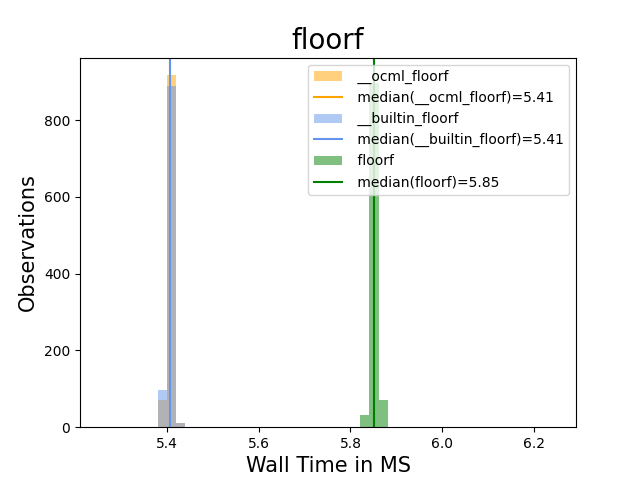 floorf
__ocml_floorf
median(__ocml_floorf)=5.41
__builtin_floorf
median(__builtin_floorf)=5.41
floorf
median(floorf)=5.85
Observations
800
600
400
200
0
5.4 5.6 5.8 6.0 6.2
Wall Time in MS